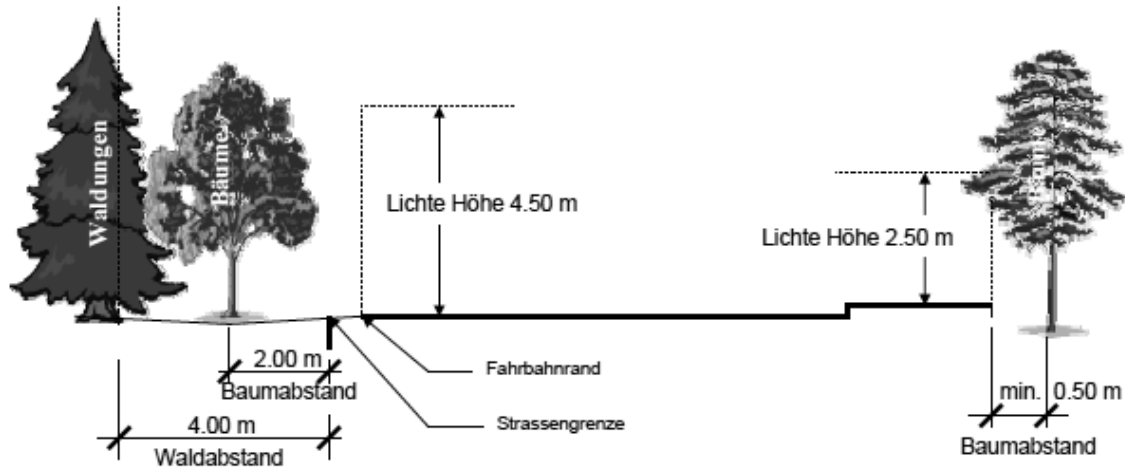 Waldungen
Bäume
Lichte Höhe 4.50 m
Lichte Höhe 2.50 m
2.00 m
Baumabstand
4.00 m
Waldabstand
Fahrbahnrand
Strassengrenze
min. 0.50 m
Baumabstand